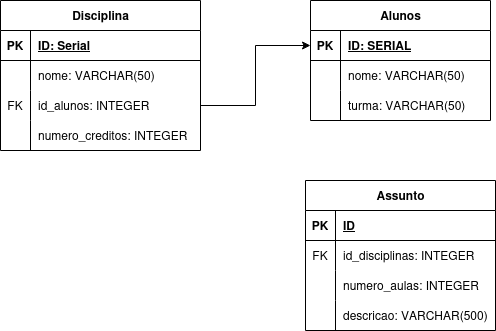 Disciplina
PK ID: Serial
nome: VARCHAR(50)
FK id_alunos: INTEGER
numero_creditos: INTEGER
Alunos
PK ID: SERIAL
nome: VARCHAR(50)
turma: VARCHAR(50)
Assunto
PK ID
FK id_disciplinas: INTEGER
numero_aulas: INTEGER
descricao: VARCHAR(500)